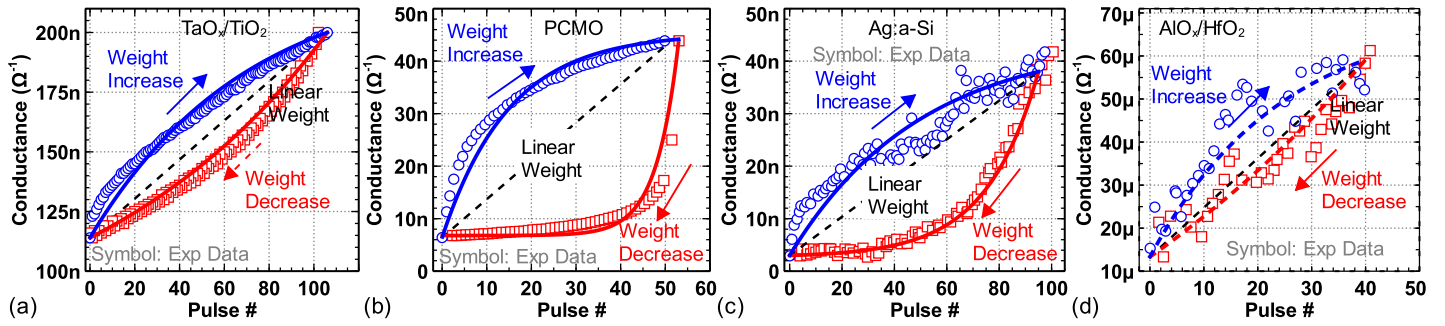 TaOx/TiO2
Conductance (Ω-1)
200n
175n
150n
125n
100n
Weight
Increase
Linear
Weight
Weight
Decrease
Symbol: Exp Data
0 20 40 60 80 100 120
(a)
Pulse #
PCMO
Conductance (Ω-1)
50n
40n
30n
20n
10n
0
Weight
Increase
Linear
Weight
Weight
Decrease
Symbol: Exp Data
0 10 20 30 40 50 60
(b)
Pulse #
Ag:a-Si
Symbol: Exp Data
Conductance (Ω-1)
50n
40n
30n
20n
10n
0
Weight
Increase
Linear
Weight
Weight
Decrease
0 20 40 60 80 100
(c)
Pulse #
AlOx/HfO2
Conductance (Ω-1)
70μ
60μ
50μ
40μ
30μ
20μ
10μ
Weight
Increase
Linear
Weight
Weight
Decrease
Symbol: Exp Data
0 10 20 30 40 50
(d)
Pulse #